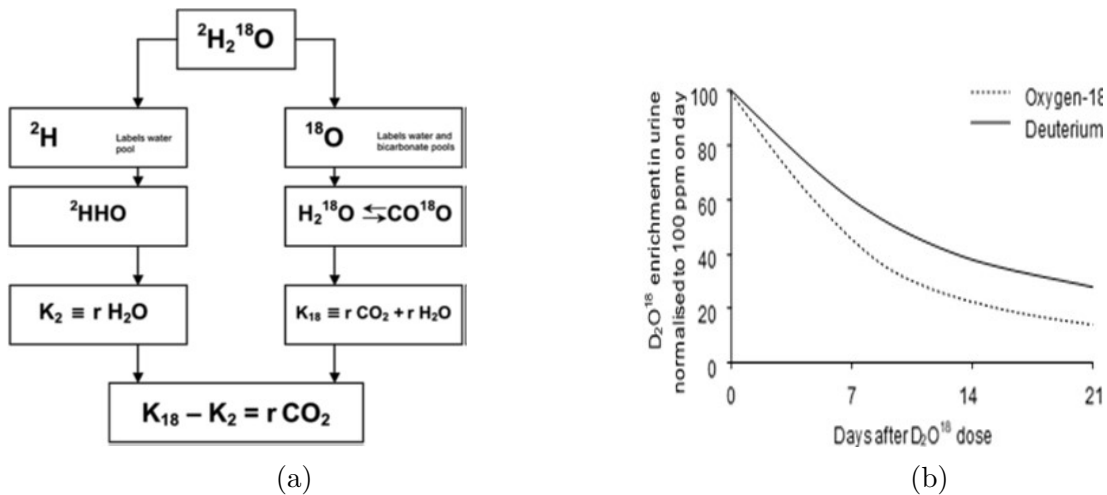 ²H₂¹⁸O
²H
Labels water
pool
¹⁸O
Labels water and
bicarbonate pools
²HHO
H₂¹⁸O ⇄ CO¹⁸O
K₂ ≡ r H₂O
K₁₈ ≡ r CO₂ + r H₂O
K₁₈ – K₂ = r CO₂
(a)
D₂O¹⁸ enrichment in urine
normalised to 100 ppm on day
100
80
60
40
20
0
0 7 14 21
Days after D₂O¹⁸ dose
Oxygen-18
Deuterium
(b)